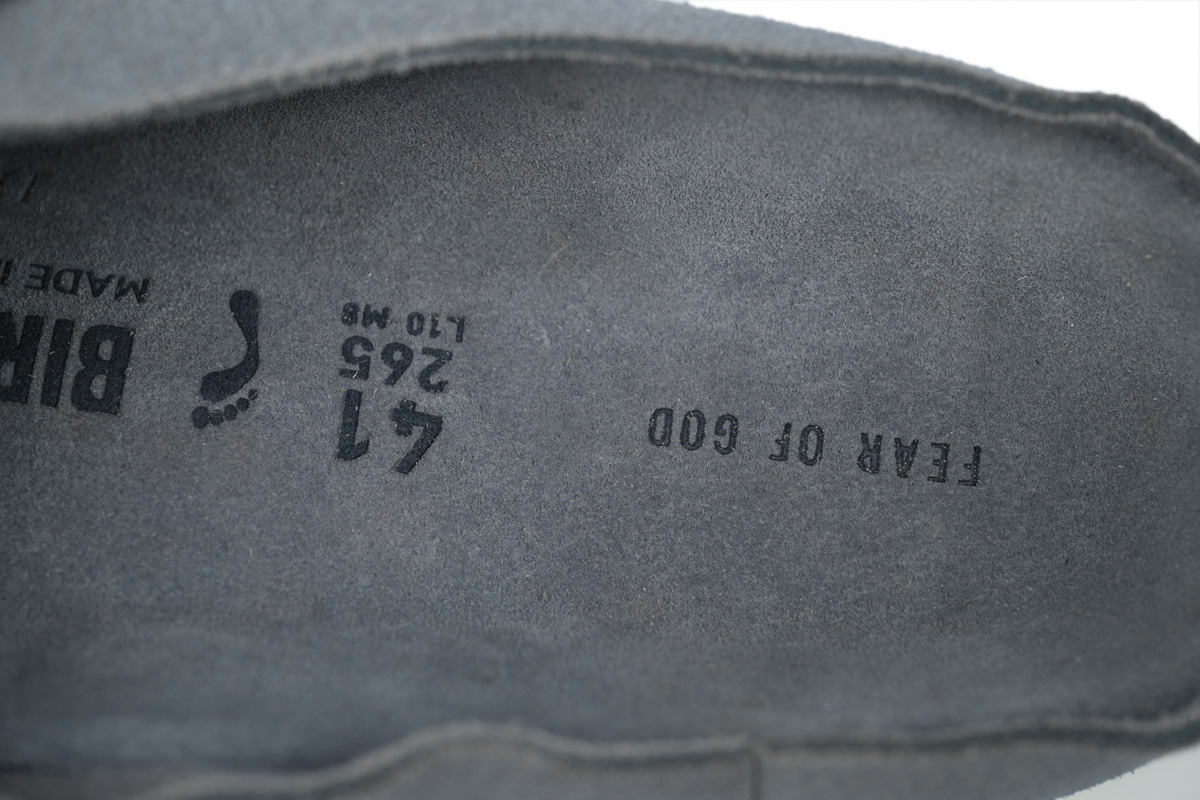 FEAR OF GOD
41
265
L10 M8
BIR
MADE I